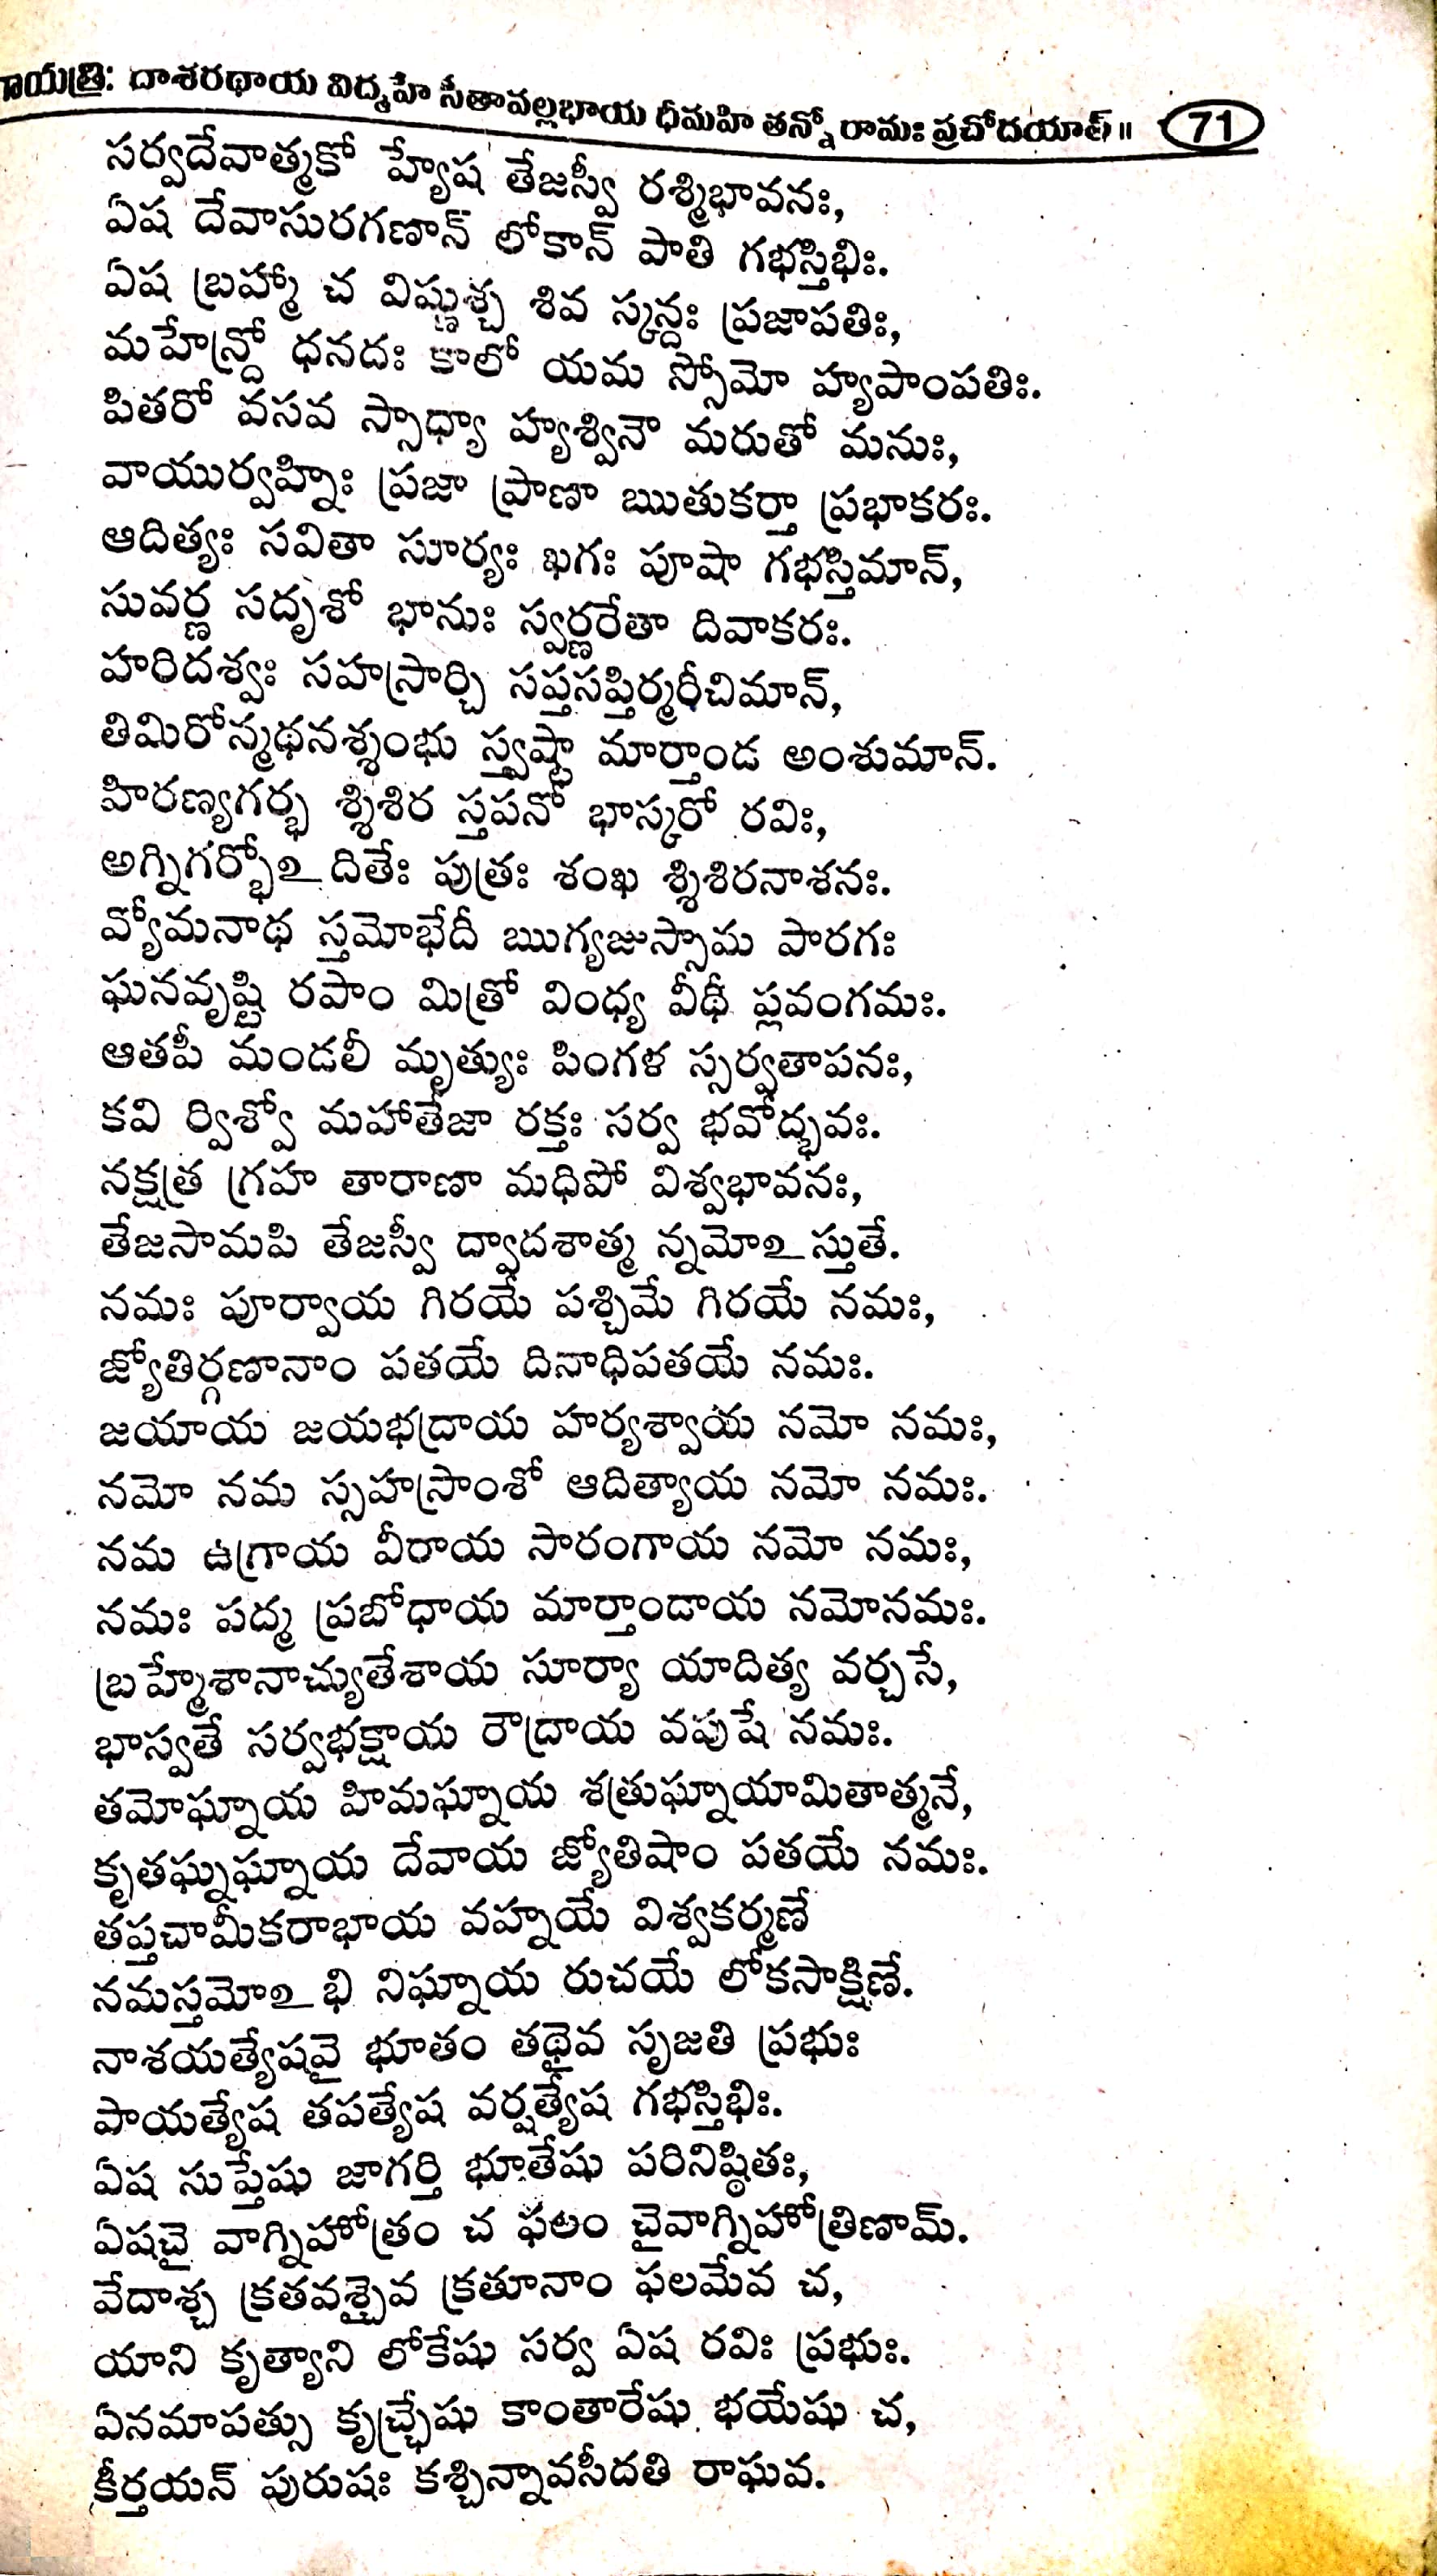 గాయత్రి: దాశరథాయ విద్మహే సీతావల్లభాయ ధీమహి తన్నో రామః ప్రచోదయాత్॥ 71
సర్వదేవాత్మకో హ్యేష తేజస్వీ రశ్మిభావనః,
ఏష దేవాసురగణాన్ లోకాన్ పాతి గభస్తిభిః.
ఏష బ్రహ్మా చ విష్ణుశ్చ శివ స్కన్దః ప్రజాపతిః,
మహేన్ద్రో ధనదః కాలో యమ స్సోమో హ్యపాంపతిః.
పితరో వసవ స్సాధ్యా హ్యశ్వినౌ మరుతో మనుః,
వాయుర్వహ్నిః ప్రజా ప్రాణా ఋతుకర్తా ప్రభాకరః.
ఆదిత్యః సవితా సూర్యః ఖగః పూషా గభస్తిమాన్,
సువర్ణ సదృశో భానుః స్వర్ణరేతా దివాకరః.
హరిదశ్వః సహస్రార్చి సప్తసప్తిర్మరీచిమాన్,
తిమిరోన్మథనశ్శంభు స్త్వష్టా మార్తాండ అంశుమాన్.
హిరణ్యగర్భ శ్శిశిర స్తపనో భాస్కరో రవిః,
అగ్నిగర్భోఽ దితేః పుత్రః శంఖ శ్శిశిరనాశనః.
వ్యోమనాథ స్తమోభేదీ ఋగ్యజుస్సామ పారగః
ఘనవృష్టి రపాం మిత్రో వింధ్య వీథీ ప్లవంగమః.
ఆతపీ మండలీ మృత్యుః పింగళ స్సర్వతాపనః,
కవి ర్విశ్వో మహాతేజా రక్తః సర్వ భవోద్భవః.
నక్షత్ర గ్రహ తారాణా మధిపో విశ్వభావనః,
తేజసామపి తేజస్వీ ద్వాదశాత్మ న్నమోఽ స్తుతే.
నమః పూర్వాయ గిరయే పశ్చిమే గిరయే నమః,
జ్యోతిర్గణానాం పతయే దినాధిపతయే నమః.
జయాయ జయభద్రాయ హర్యశ్వాయ నమో నమః,
నమో నమ స్సహస్రాంశో ఆదిత్యాయ నమో నమః.
నమ ఉగ్రాయ వీరాయ సారంగాయ నమో నమః,
నమః పద్మ ప్రబోధాయ మార్తాండాయ నమోనమః.
బ్రహ్మేశానాచ్యుతేశాయ సూర్యా యాదిత్య వర్చసే,
భాస్వతే సర్వభక్షాయ రౌద్రాయ వపుషే నమః.
తమోఘ్నాయ హిమఘ్నాయ శత్రుఘ్నాయామితాత్మనే,
కృతఘ్నఘ్నాయ దేవాయ జ్యోతిషాం పతయే నమః.
తప్తచామీకరాభాయ వహ్నయే విశ్వకర్మణే
నమస్తమోఽ భి నిఘ్నాయ రుచయే లోకసాక్షిణే.
నాశయత్యేషవై భూతం తథైవ సృజతి ప్రభుః
పాయత్యేష తపత్యేష వర్షత్యేష గభస్తిభిః.
ఏష సుప్తేషు జాగర్తి భూతేషు పరినిష్ఠితః,
ఏషచై వాగ్నిహోత్రం చ ఫలం చైవాగ్నిహోత్రిణామ్.
వేదాశ్చ క్రతవశ్చైవ క్రతూనాం ఫలమేవ చ,
యాని కృత్యాని లోకేషు సర్వ ఏష రవిః ప్రభుః.
ఏనమాపత్సు కృచ్ఛ్రేషు కాంతారేషు భయేషు చ,
కీర్తయన్ పురుషః కశ్చిన్నావసీదతి రాఘవ.